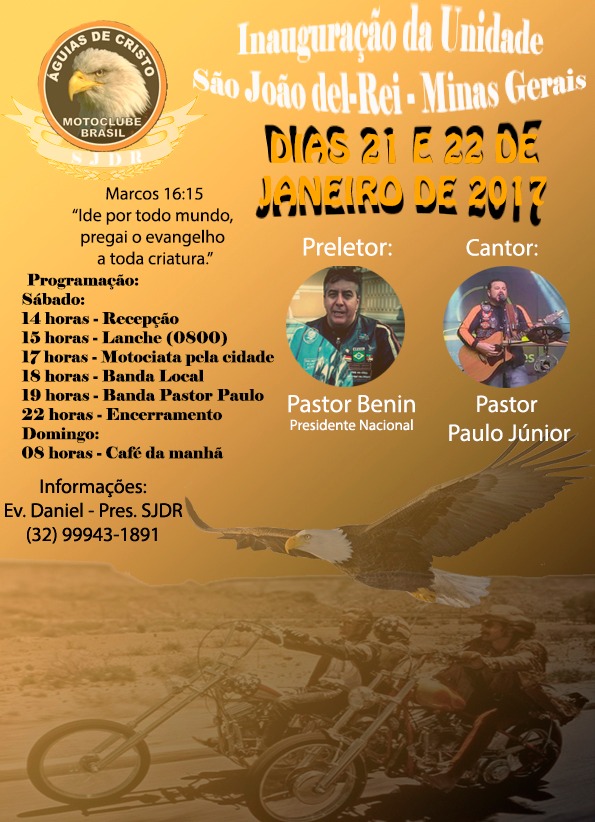 ÁGUIAS DE CRISTO
MOTOCLUBE
BRASIL
S J D R
Inauguração da Unidade
São João del-Rei - Minas Gerais
DIAS 21 E 22 DE
JANEIRO DE 2017
Marcos 16:15
“Ide por todo mundo,
pregai o evangelho
a toda criatura.”
Programação:
Sábado:
14 horas - Recepção
15 horas - Lanche (0800)
17 horas - Motociata pela cidade
18 horas - Banda Local
19 horas - Banda Pastor Paulo
22 horas - Encerramento
Domingo:
08 horas - Café da manhã
Informações:
Ev. Daniel - Pres. SJDR
(32) 99943-1891
Preletor:
Pastor Benin
Presidente Nacional
Cantor:
Pastor
Paulo Júnior